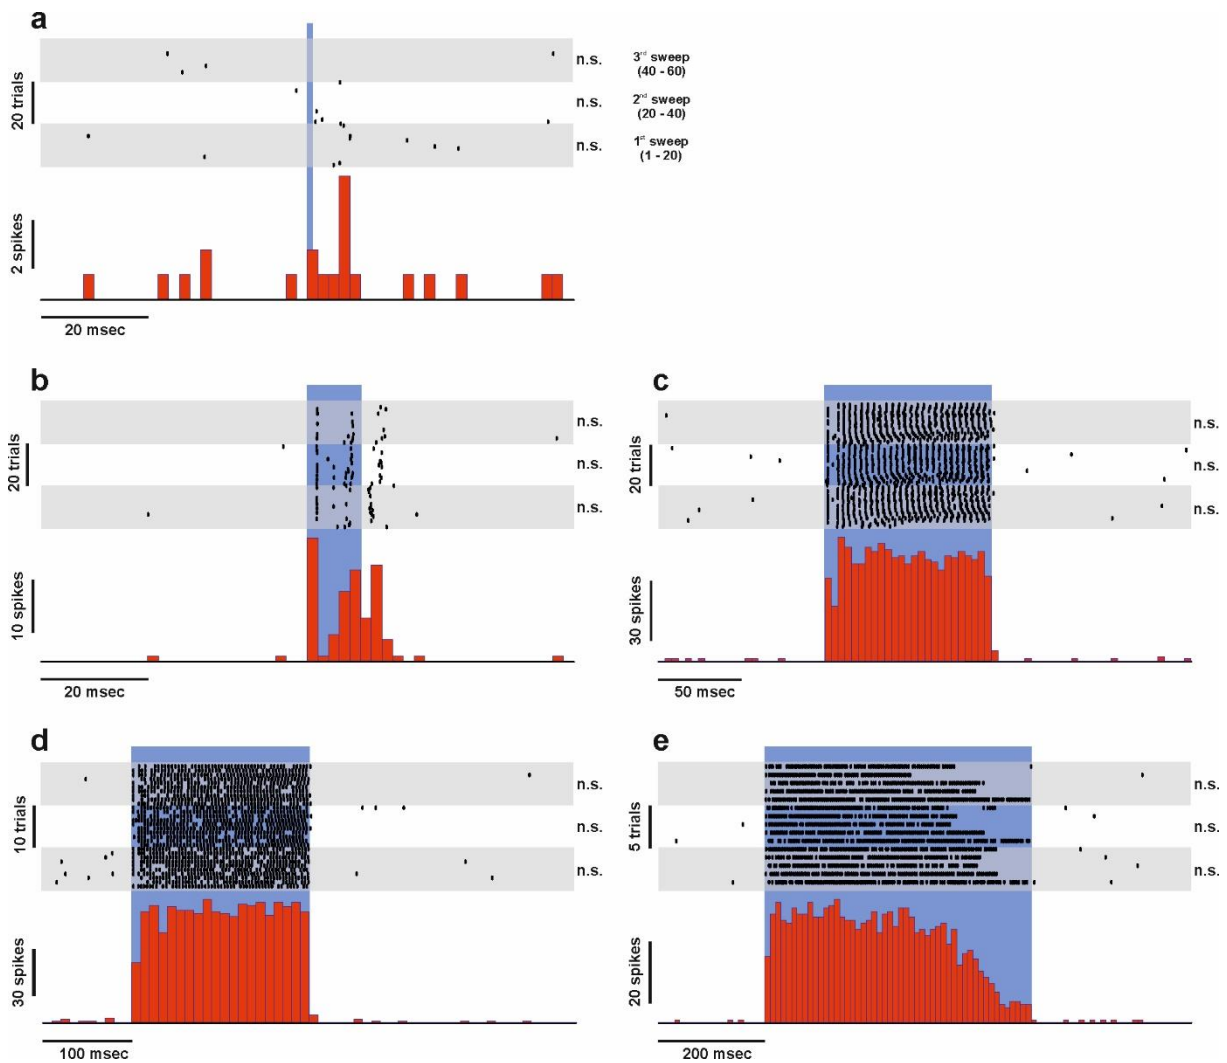 a
n.s.
3rd sweep
(40 - 60)
20 trials
n.s.
2nd sweep
(20 - 40)
n.s.
1st sweep
(1 - 20)
2 spikes
20 msec
b
n.s.
20 trials
n.s.
n.s.
10 spikes
20 msec
c
n.s.
20 trials
n.s.
n.s.
30 spikes
50 msec
d
n.s.
10 trials
n.s.
n.s.
30 spikes
100 msec
e
n.s.
5 trials
n.s.
n.s.
20 spikes
200 msec